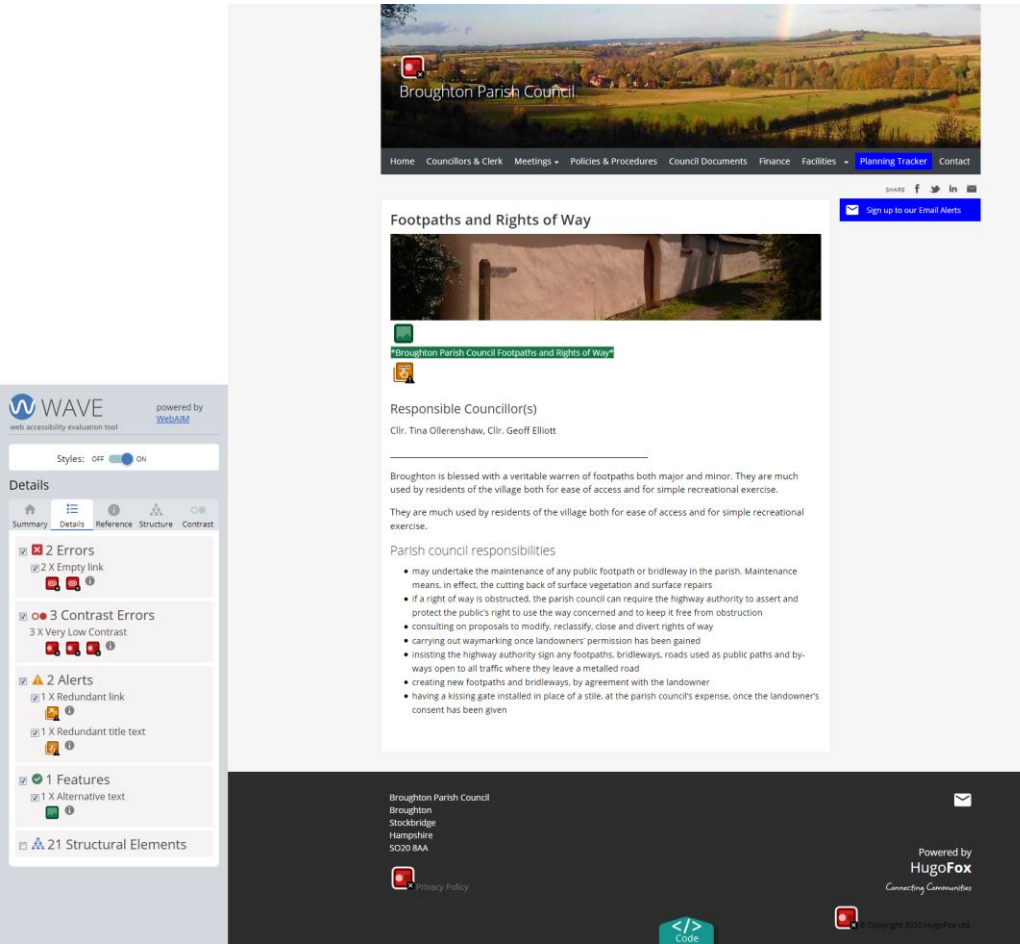 Broughton Parish Council
Home Councillors & Clerk Meetings Policies & Procedures Council Documents Finance Facilities Planning Tracker Contact
SHARE
Sign up to our Email Alerts
Footpaths and Rights of Way
*Broughton Parish Council Footpaths and Rights of Way*
Responsible Councillor(s)
Cllr. Tina Ollerenshaw, Cllr. Geoff Elliott
Broughton is blessed with a veritable warren of footpaths both major and minor. They are much
used by residents of the village both for ease of access and for simple recreational exercise.
They are much used by residents of the village both for ease of access and for simple recreational
exercise.
Parish council responsibilities
• may undertake the maintenance of any public footpath or bridleway in the parish. Maintenance
means, in effect, the cutting back of surface vegetation and surface repairs
• if a right of way is obstructed, the parish council can require the highway authority to assert and
protect the public's right to use the way concerned and to keep it free from obstruction
• consulting on proposals to modify, reclassify, close and divert rights of way
• carrying out waymarking once landowners' permission has been gained
• insisting the highway authority sign any footpaths, bridleways, roads used as public paths and by-
ways open to all traffic where they leave a metalled road
• creating new footpaths and bridleways, by agreement with the landowner
• having a kissing gate installed in place of a stile, at the parish council's expense, once the landowner's
consent has been given
WAVE
web accessibility evaluation tool
powered by
WebAIM
Styles: OFF ON
Details
Summary Details Reference Structure Contrast
2 Errors
2 X Empty link
3 Contrast Errors
3 X Very Low Contrast
2 Alerts
1 X Redundant link
1 X Redundant title text
1 Features
1 X Alternative text
21 Structural Elements
Broughton Parish Council
Broughton
Stockbridge
Hampshire
SO20 8AA
Privacy Policy
Powered by
HugoFox
Connecting Communities
© Copyright 2020 HugoFox Ltd.
</>
Code